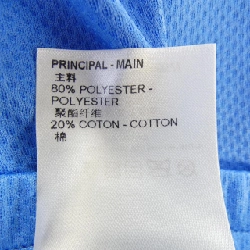 PRINCIPAL - MAIN
主料
80% POLYESTER -
POLYESTER
聚酯纤维
20% COTON - COTTON
棉